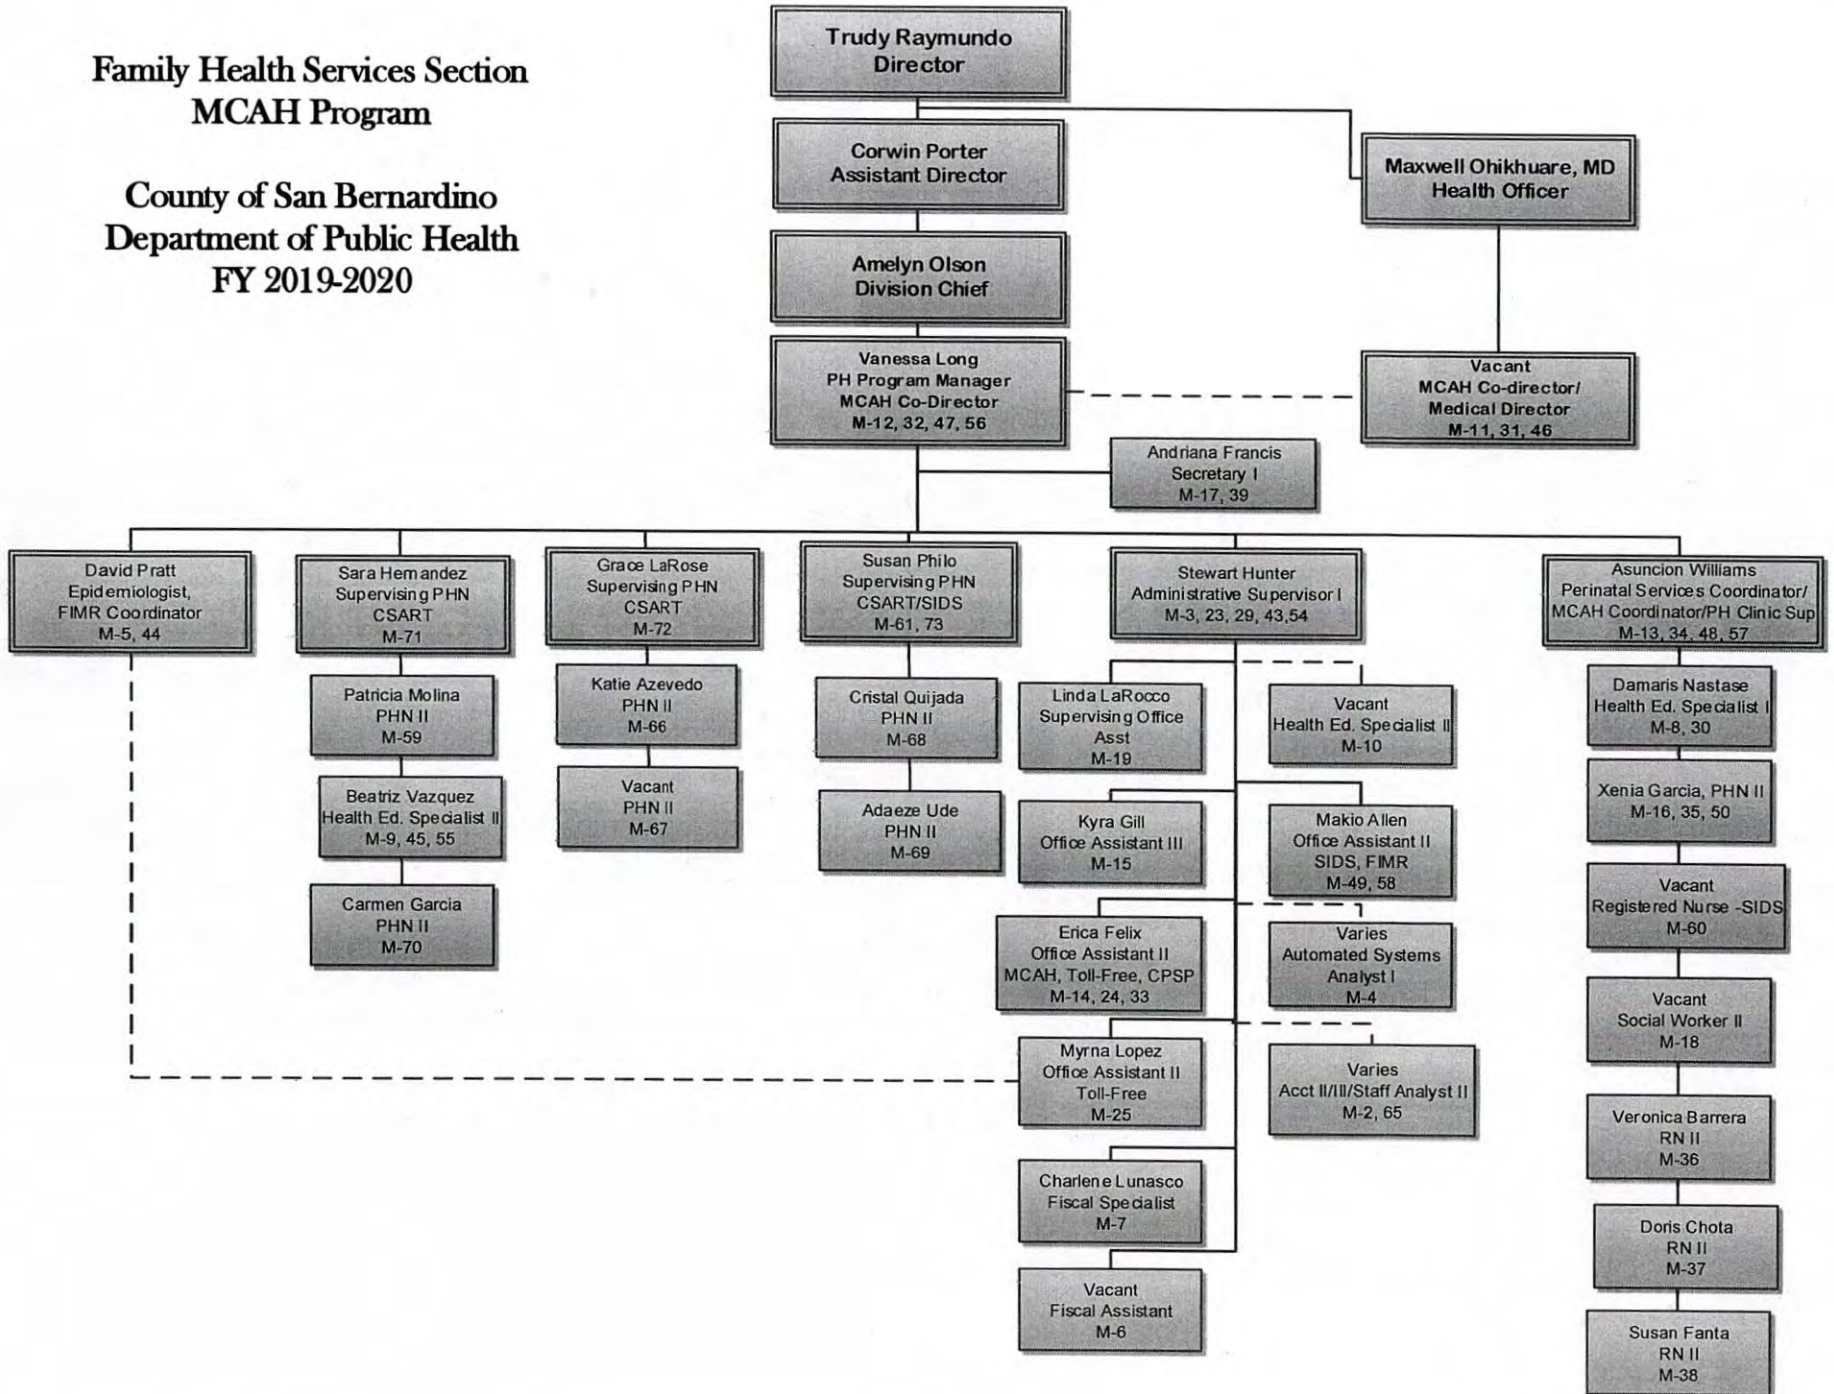 Family Health Services Section
MCAH Program
County of San Bernardino
Department of Public Health
FY 2019-2020
Trudy Raymundo
Director
Corwin Porter
Assistant Director
Maxwell Ohikhuare, MD
Health Officer
Amelyn Olson
Division Chief
Vanessa Long
PH Program Manager
MCAH Co-Director
M-12, 32, 47, 56
Vacant
MCAH Co-director/
Medical Director
M-11, 31, 46
Andriana Francis
Secretary I
M-17, 39
David Pratt
Epidemiologist,
FIMR Coordinator
M-5, 44
Sara Hernandez
Supervising PHN
CSART
M-71
Patricia Molina
PHN II
M-59
Beatriz Vazquez
Health Ed. Specialist II
M-9, 45, 55
Carmen Garcia
PHN II
M-70
Grace LaRose
Supervising PHN
CSART
M-72
Katie Azevedo
PHN II
M-66
Vacant
PHN II
M-67
Susan Philo
Supervising PHN
CSART/SIDS
M-61, 73
Cristal Quijada
PHN II
M-68
Adaeze Ude
PHN II
M-69
Stewart Hunter
Administrative Supervisor I
M-3, 23, 29, 43,54
Linda LaRocco
Supervising Office
Asst
M-19
Vacant
Health Ed. Specialist II
M-10
Kyra Gill
Office Assistant III
M-15
Makio Allen
Office Assistant II
SIDS, FIMR
M-49, 58
Erica Felix
Office Assistant II
MCAH, Toll-Free, CPSP
M-14, 24, 33
Varies
Automated Systems
Analyst I
M-4
Myrna Lopez
Office Assistant II
Toll-Free
M-25
Varies
Acct II/III/Staff Analyst II
M-2, 65
Charlene Lunasco
Fiscal Specialist
M-7
Vacant
Fiscal Assistant
M-6
Asuncion Williams
Perinatal Services Coordinator/
MCAH Coordinator/PH Clinic Sup
M-13, 34, 48, 57
Damaris Nastase
Health Ed. Specialist I
M-8, 30
Xenia Garcia, PHN II
M-16, 35, 50
Vacant
Registered Nurse -SIDS
M-60
Vacant
Social Worker II
M-18
Veronica Barrera
RN II
M-36
Doris Chota
RN II
M-37
Susan Fanta
RN II
M-38